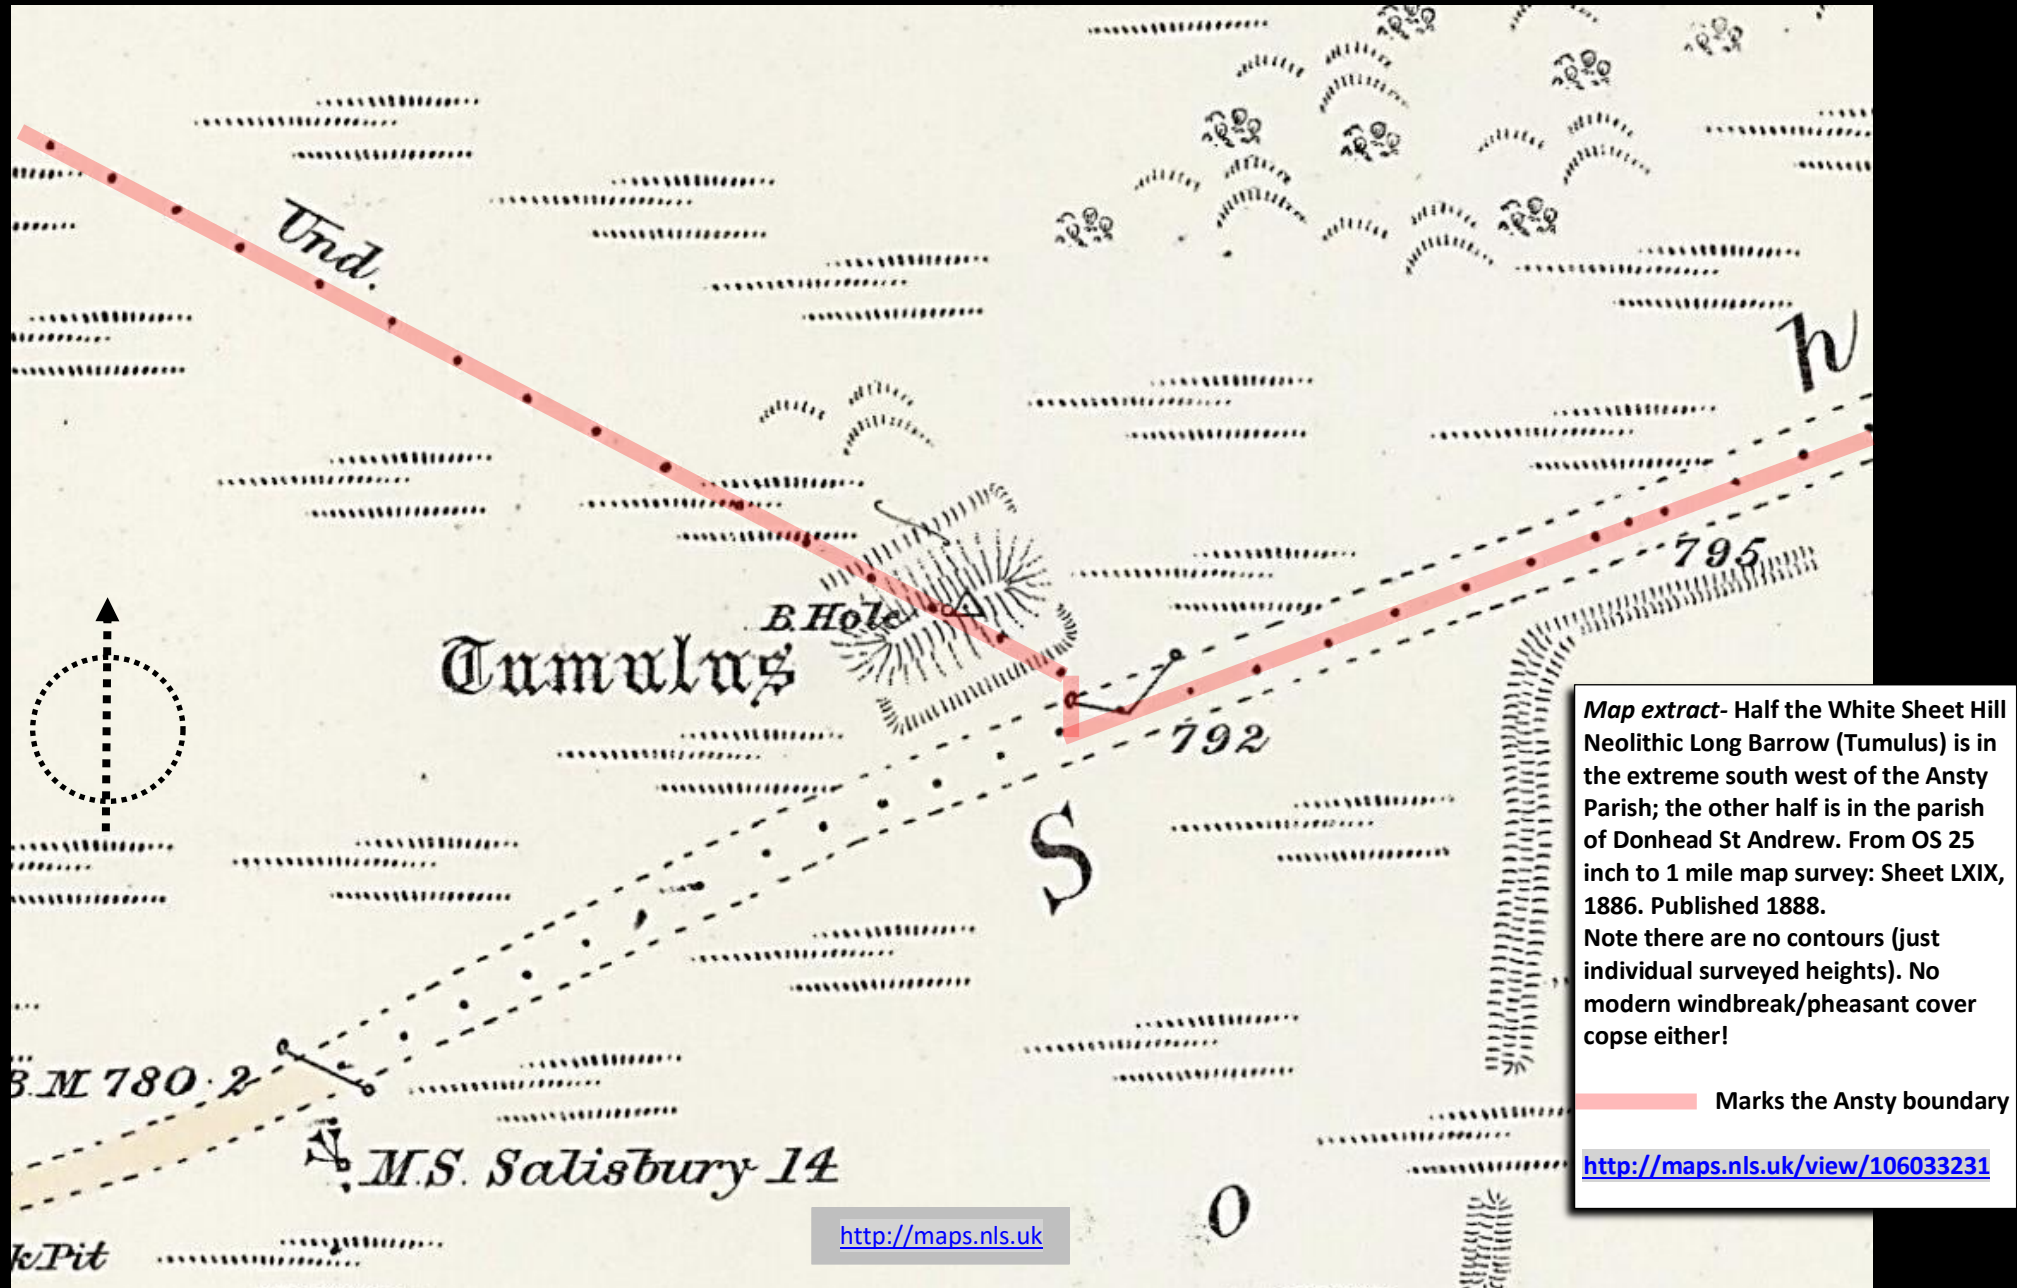 Und.
h
B. Hole
795
Tumulus
792
S
B.M 780·2
M.S. Salisbury 14
O
k Pit
http://maps.nls.uk
Map extract- Half the White Sheet Hill
Neolithic Long Barrow (Tumulus) is in
the extreme south west of the Ansty
Parish; the other half is in the parish
of Donhead St Andrew. From OS 25
inch to 1 mile map survey: Sheet LXIX,
1886. Published 1888.
Note there are no contours (just
individual surveyed heights). No
modern windbreak/pheasant cover
copse either!
Marks the Ansty boundary
http://maps.nls.uk/view/106033231